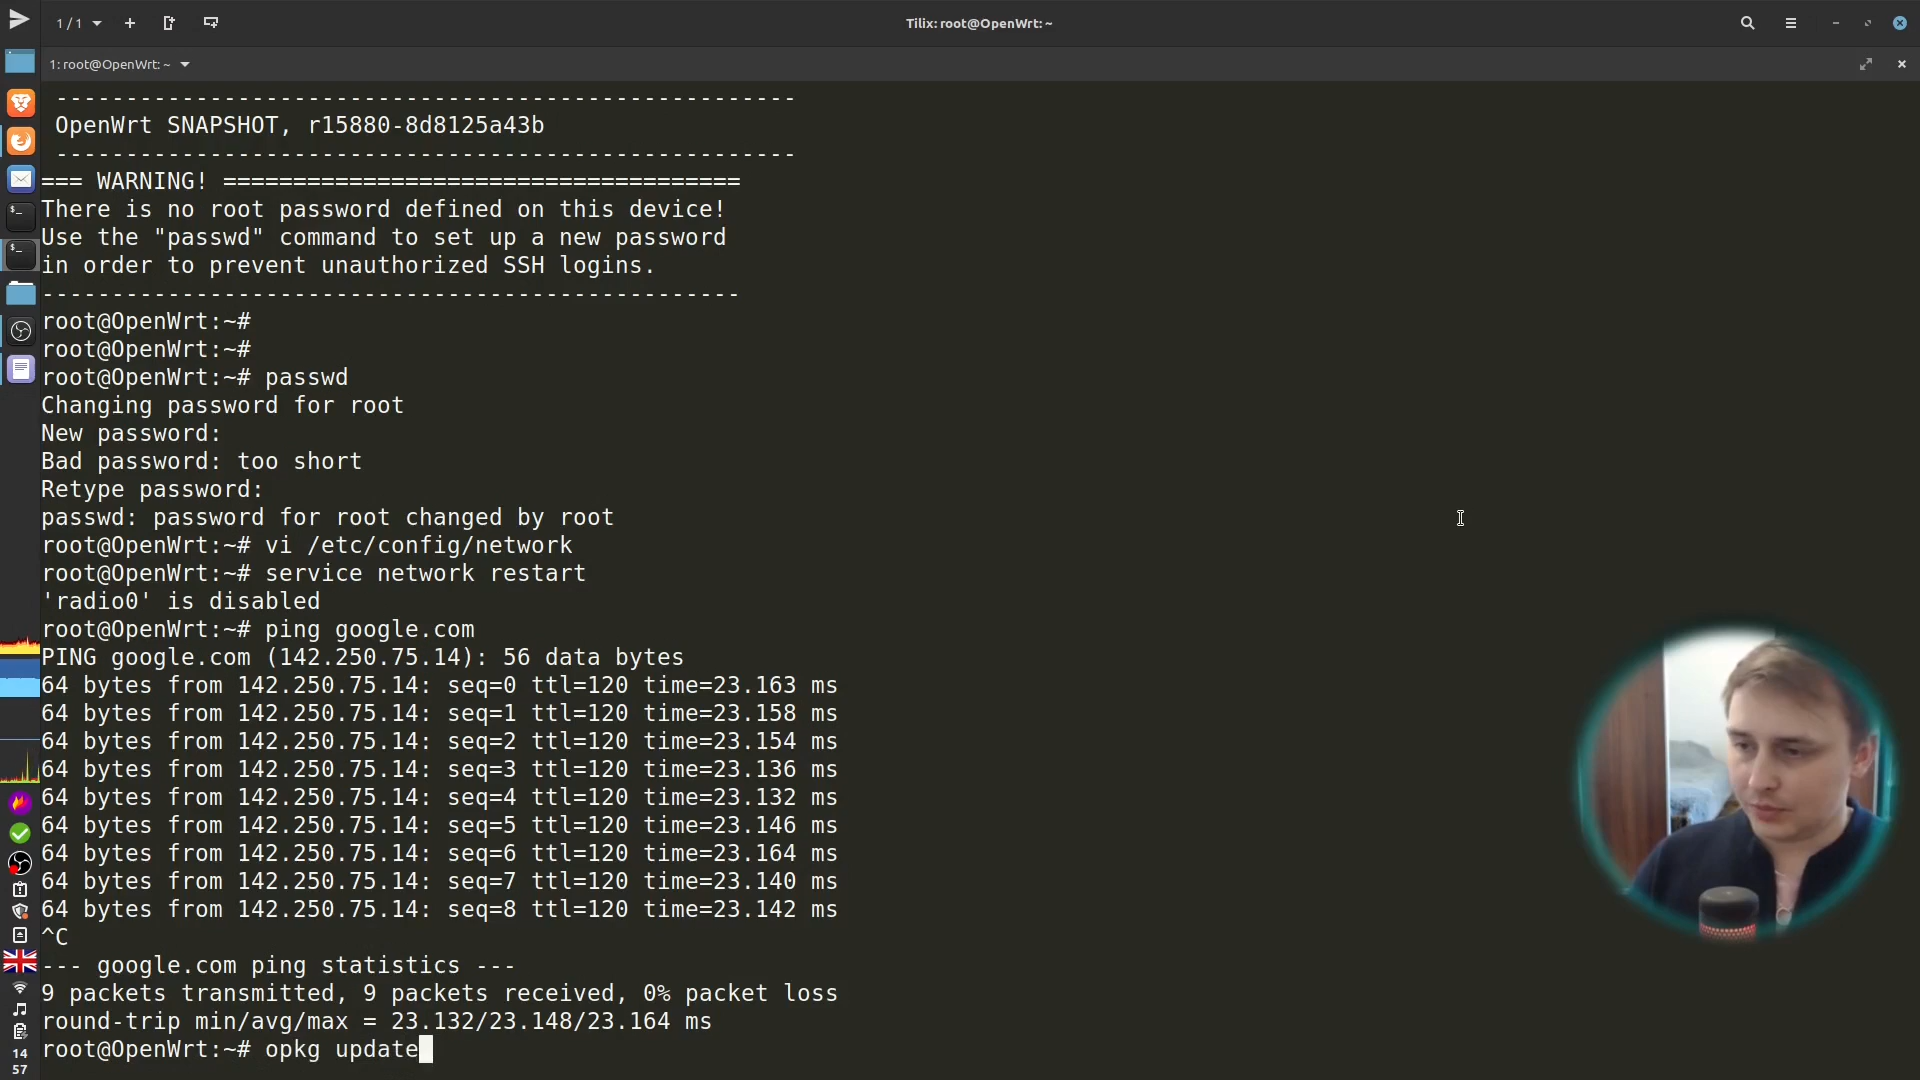 1 / 1
Tilix: root@OpenWrt: ~
1: root@OpenWrt: ~
-----------------------------------------------------
OpenWrt SNAPSHOT, r15880-8d8125a43b
-----------------------------------------------------
=== WARNING! =====================================
There is no root password defined on this device!
Use the "passwd" command to set up a new password
in order to prevent unauthorized SSH logins.
--------------------------------------------------
root@OpenWrt:~#
root@OpenWrt:~#
root@OpenWrt:~# passwd
Changing password for root
New password:
Bad password: too short
Retype password:
passwd: password for root changed by root
root@OpenWrt:~# vi /etc/config/network
root@OpenWrt:~# service network restart
'radio0' is disabled
root@OpenWrt:~# ping google.com
PING google.com (142.250.75.14): 56 data bytes
64 bytes from 142.250.75.14: seq=0 ttl=120 time=23.163 ms
64 bytes from 142.250.75.14: seq=1 ttl=120 time=23.158 ms
64 bytes from 142.250.75.14: seq=2 ttl=120 time=23.154 ms
64 bytes from 142.250.75.14: seq=3 ttl=120 time=23.136 ms
64 bytes from 142.250.75.14: seq=4 ttl=120 time=23.132 ms
64 bytes from 142.250.75.14: seq=5 ttl=120 time=23.146 ms
64 bytes from 142.250.75.14: seq=6 ttl=120 time=23.164 ms
64 bytes from 142.250.75.14: seq=7 ttl=120 time=23.140 ms
64 bytes from 142.250.75.14: seq=8 ttl=120 time=23.142 ms
^C
--- google.com ping statistics ---
9 packets transmitted, 9 packets received, 0% packet loss
round-trip min/avg/max = 23.132/23.148/23.164 ms
root@OpenWrt:~# opkg update
14
57